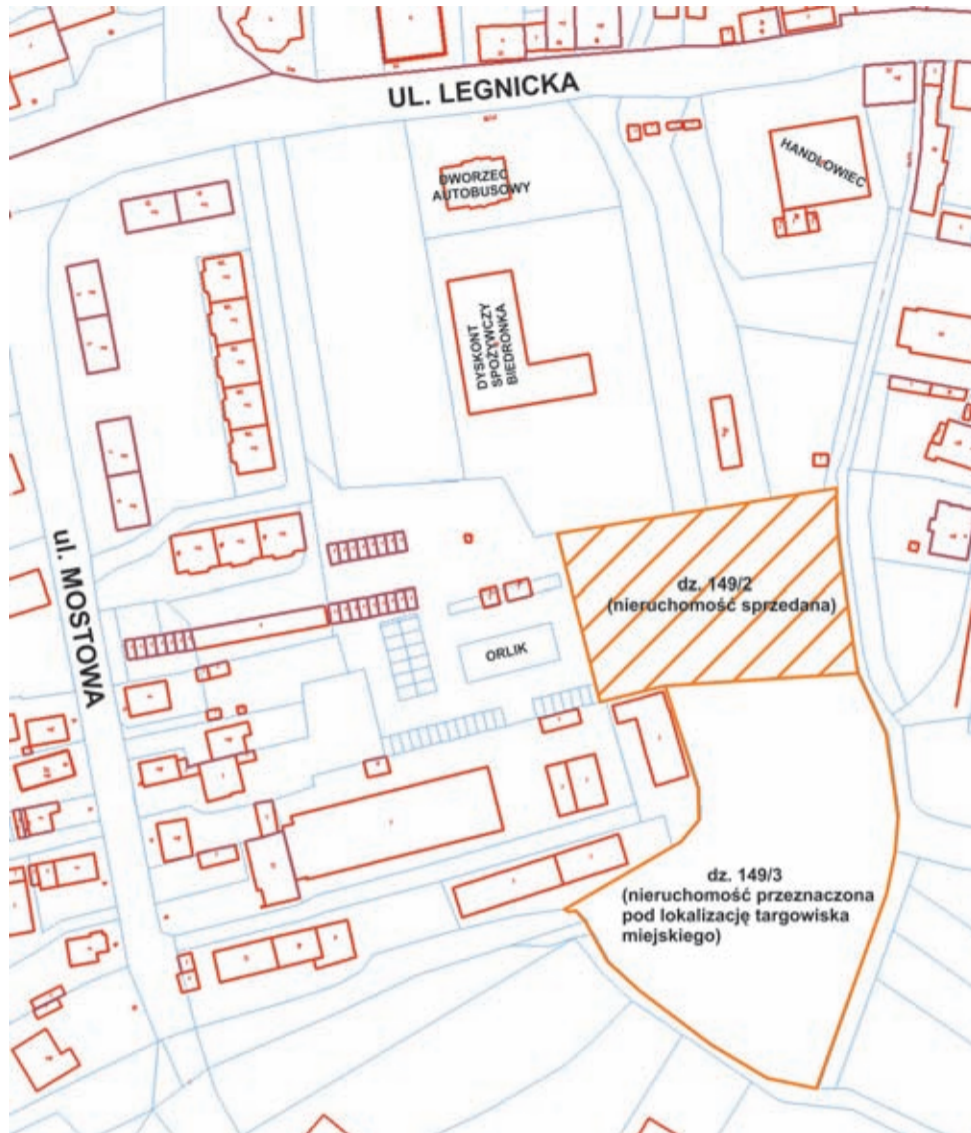 UL. LEGNICKA
DWORZEC
AUTOBUSOWY
HANDLOWIEC
DYSKONT
SPOŻYWCZY
BIEDRONKA
ul. MOSTOWA
dz. 149/2
(nieruchomość sprzedana)
ORLIK
dz. 149/3
(nieruchomość przeznaczona
pod lokalizację targowiska
miejskiego)